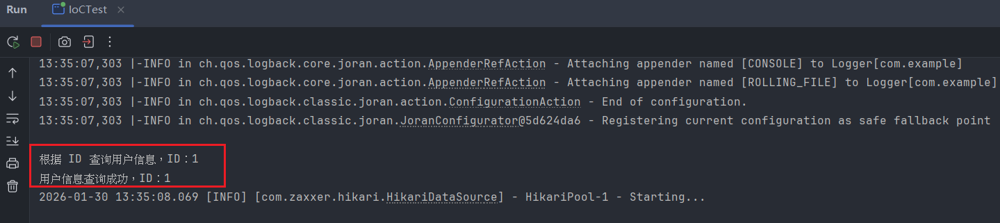 Run IoCTest
13:35:07,303 |-INFO in ch.qos.logback.core.joran.action.AppenderRefAction - Attaching appender named [CONSOLE] to Logger[com.example]
13:35:07,303 |-INFO in ch.qos.logback.core.joran.action.AppenderRefAction - Attaching appender named [ROLLING_FILE] to Logger[com.example]
13:35:07,303 |-INFO in ch.qos.logback.classic.joran.action.ConfigurationAction - End of configuration.
13:35:07,303 |-INFO in ch.qos.logback.classic.joran.JoranConfigurator@5d624da6 - Registering current configuration as safe fallback point
根据 ID 查询用户信息，ID：1
用户信息查询成功，ID：1
2026-01-30 13:35:08.069 [INFO] [com.zaxxer.hikari.HikariDataSource] - HikariPool-1 - Starting...